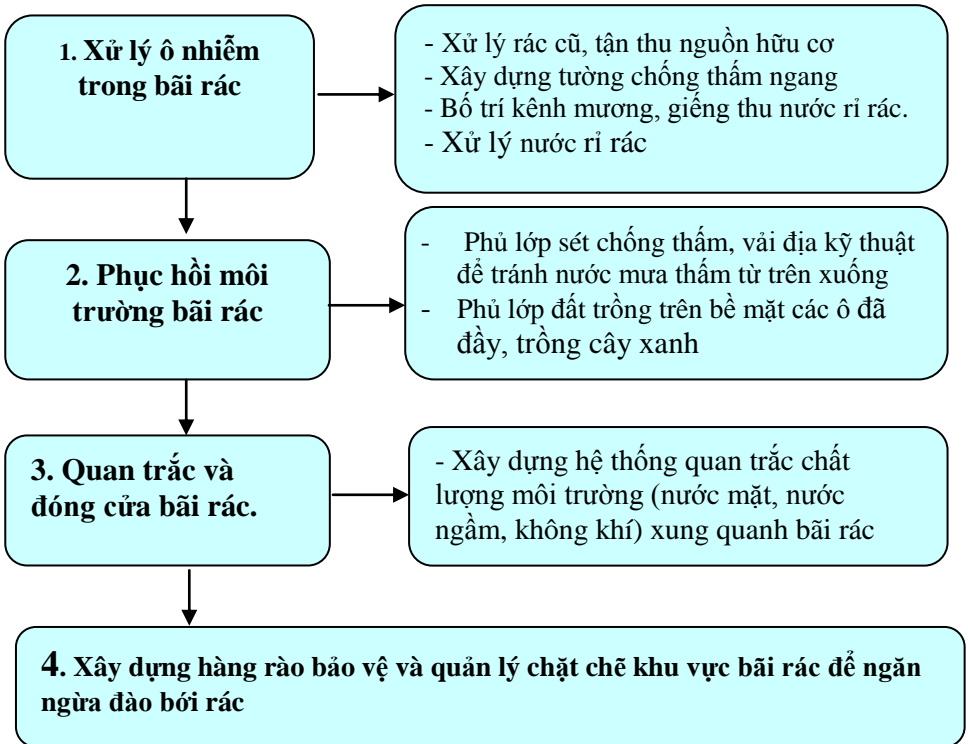 1. Xử lý ô nhiễm
trong bãi rác
- Xử lý rác cũ, tận thu nguồn hữu cơ
- Xây dựng tường chống thấm ngang
- Bố trí kênh mương, giếng thu nước rỉ rác.
- Xử lý nước rỉ rác
2. Phục hồi môi
trường bãi rác
- Phủ lớp sét chống thấm, vải địa kỹ thuật
để tránh nước mưa thấm từ trên xuống
- Phủ lớp đất trồng trên bề mặt các ô đã
đầy, trồng cây xanh
3. Quan trắc và
đóng cửa bãi rác.
- Xây dựng hệ thống quan trắc chất
lượng môi trường (nước mặt, nước
ngầm, không khí) xung quanh bãi rác
4. Xây dựng hàng rào bảo vệ và quản lý chặt chẽ khu vực bãi rác để ngăn
ngừa đào bới rác